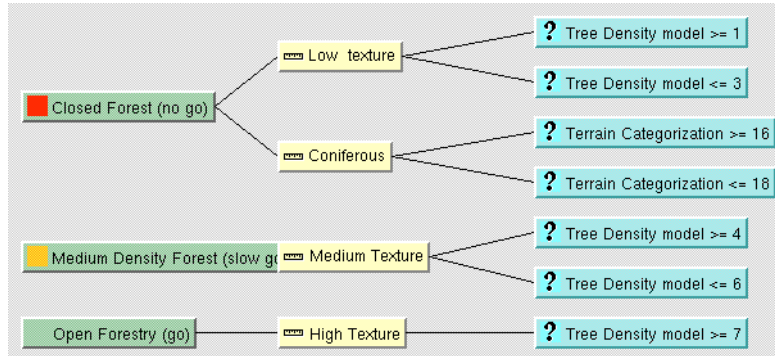 ? Tree Density model >= 1
Low texture
? Tree Density model <= 3
Closed Forest (no go)
? Terrain Categorization >= 16
Coniferous
? Terrain Categorization <= 18
? Tree Density model >= 4
Medium Density Forest (slow go
Medium Texture
? Tree Density model <= 6
Open Forestry (go)
High Texture
? Tree Density model >= 7